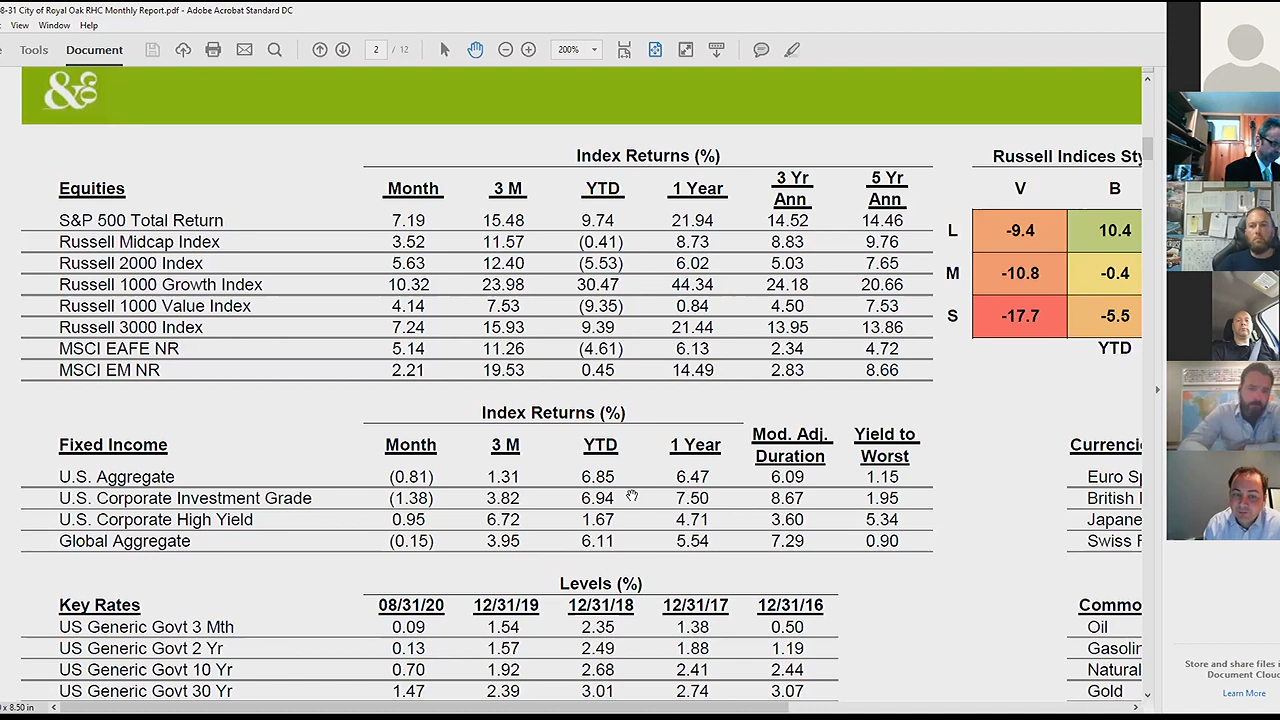 8-31 City of Royal Oak RHC Monthly Report.pdf - Adobe Acrobat Standard DC
View Window Help
Tools Document 2 / 12 200%
&co
Index Returns (%)
Equities Month 3 M YTD 1 Year 3 Yr Ann 5 Yr Ann
S&P 500 Total Return 7.19 15.48 9.74 21.94 14.52 14.46
Russell Midcap Index 3.52 11.57 (0.41) 8.73 8.83 9.76
Russell 2000 Index 5.63 12.40 (5.53) 6.02 5.03 7.65
Russell 1000 Growth Index 10.32 23.98 30.47 44.34 24.18 20.66
Russell 1000 Value Index 4.14 7.53 (9.35) 0.84 4.50 7.53
Russell 3000 Index 7.24 15.93 9.39 21.44 13.95 13.86
MSCI EAFE NR 5.14 11.26 (4.61) 6.13 2.34 4.72
MSCI EM NR 2.21 19.53 0.45 14.49 2.83 8.66
Russell Indices Sty
V B
L -9.4 10.4
M -10.8 -0.4
S -17.7 -5.5
YTD
Index Returns (%)
Fixed Income Month 3 M YTD 1 Year Mod. Adj. Duration Yield to Worst
U.S. Aggregate (0.81) 1.31 6.85 6.47 6.09 1.15
U.S. Corporate Investment Grade (1.38) 3.82 6.94 7.50 8.67 1.95
U.S. Corporate High Yield 0.95 6.72 1.67 4.71 3.60 5.34
Global Aggregate (0.15) 3.95 6.11 5.54 7.29 0.90
Currencie
Euro Sp
British
Japane
Swiss F
Levels (%)
Key Rates 08/31/20 12/31/19 12/31/18 12/31/17 12/31/16
US Generic Govt 3 Mth 0.09 1.54 2.35 1.38 0.50
US Generic Govt 2 Yr 0.13 1.57 2.49 1.88 1.19
US Generic Govt 10 Yr 0.70 1.92 2.68 2.41 2.44
US Generic Govt 30 Yr 1.47 2.39 3.01 2.74 3.07
Commo
Oil
Gasolin
Natural
Gold
x 8.50 in
Store and share files i
Document Clou
Learn More